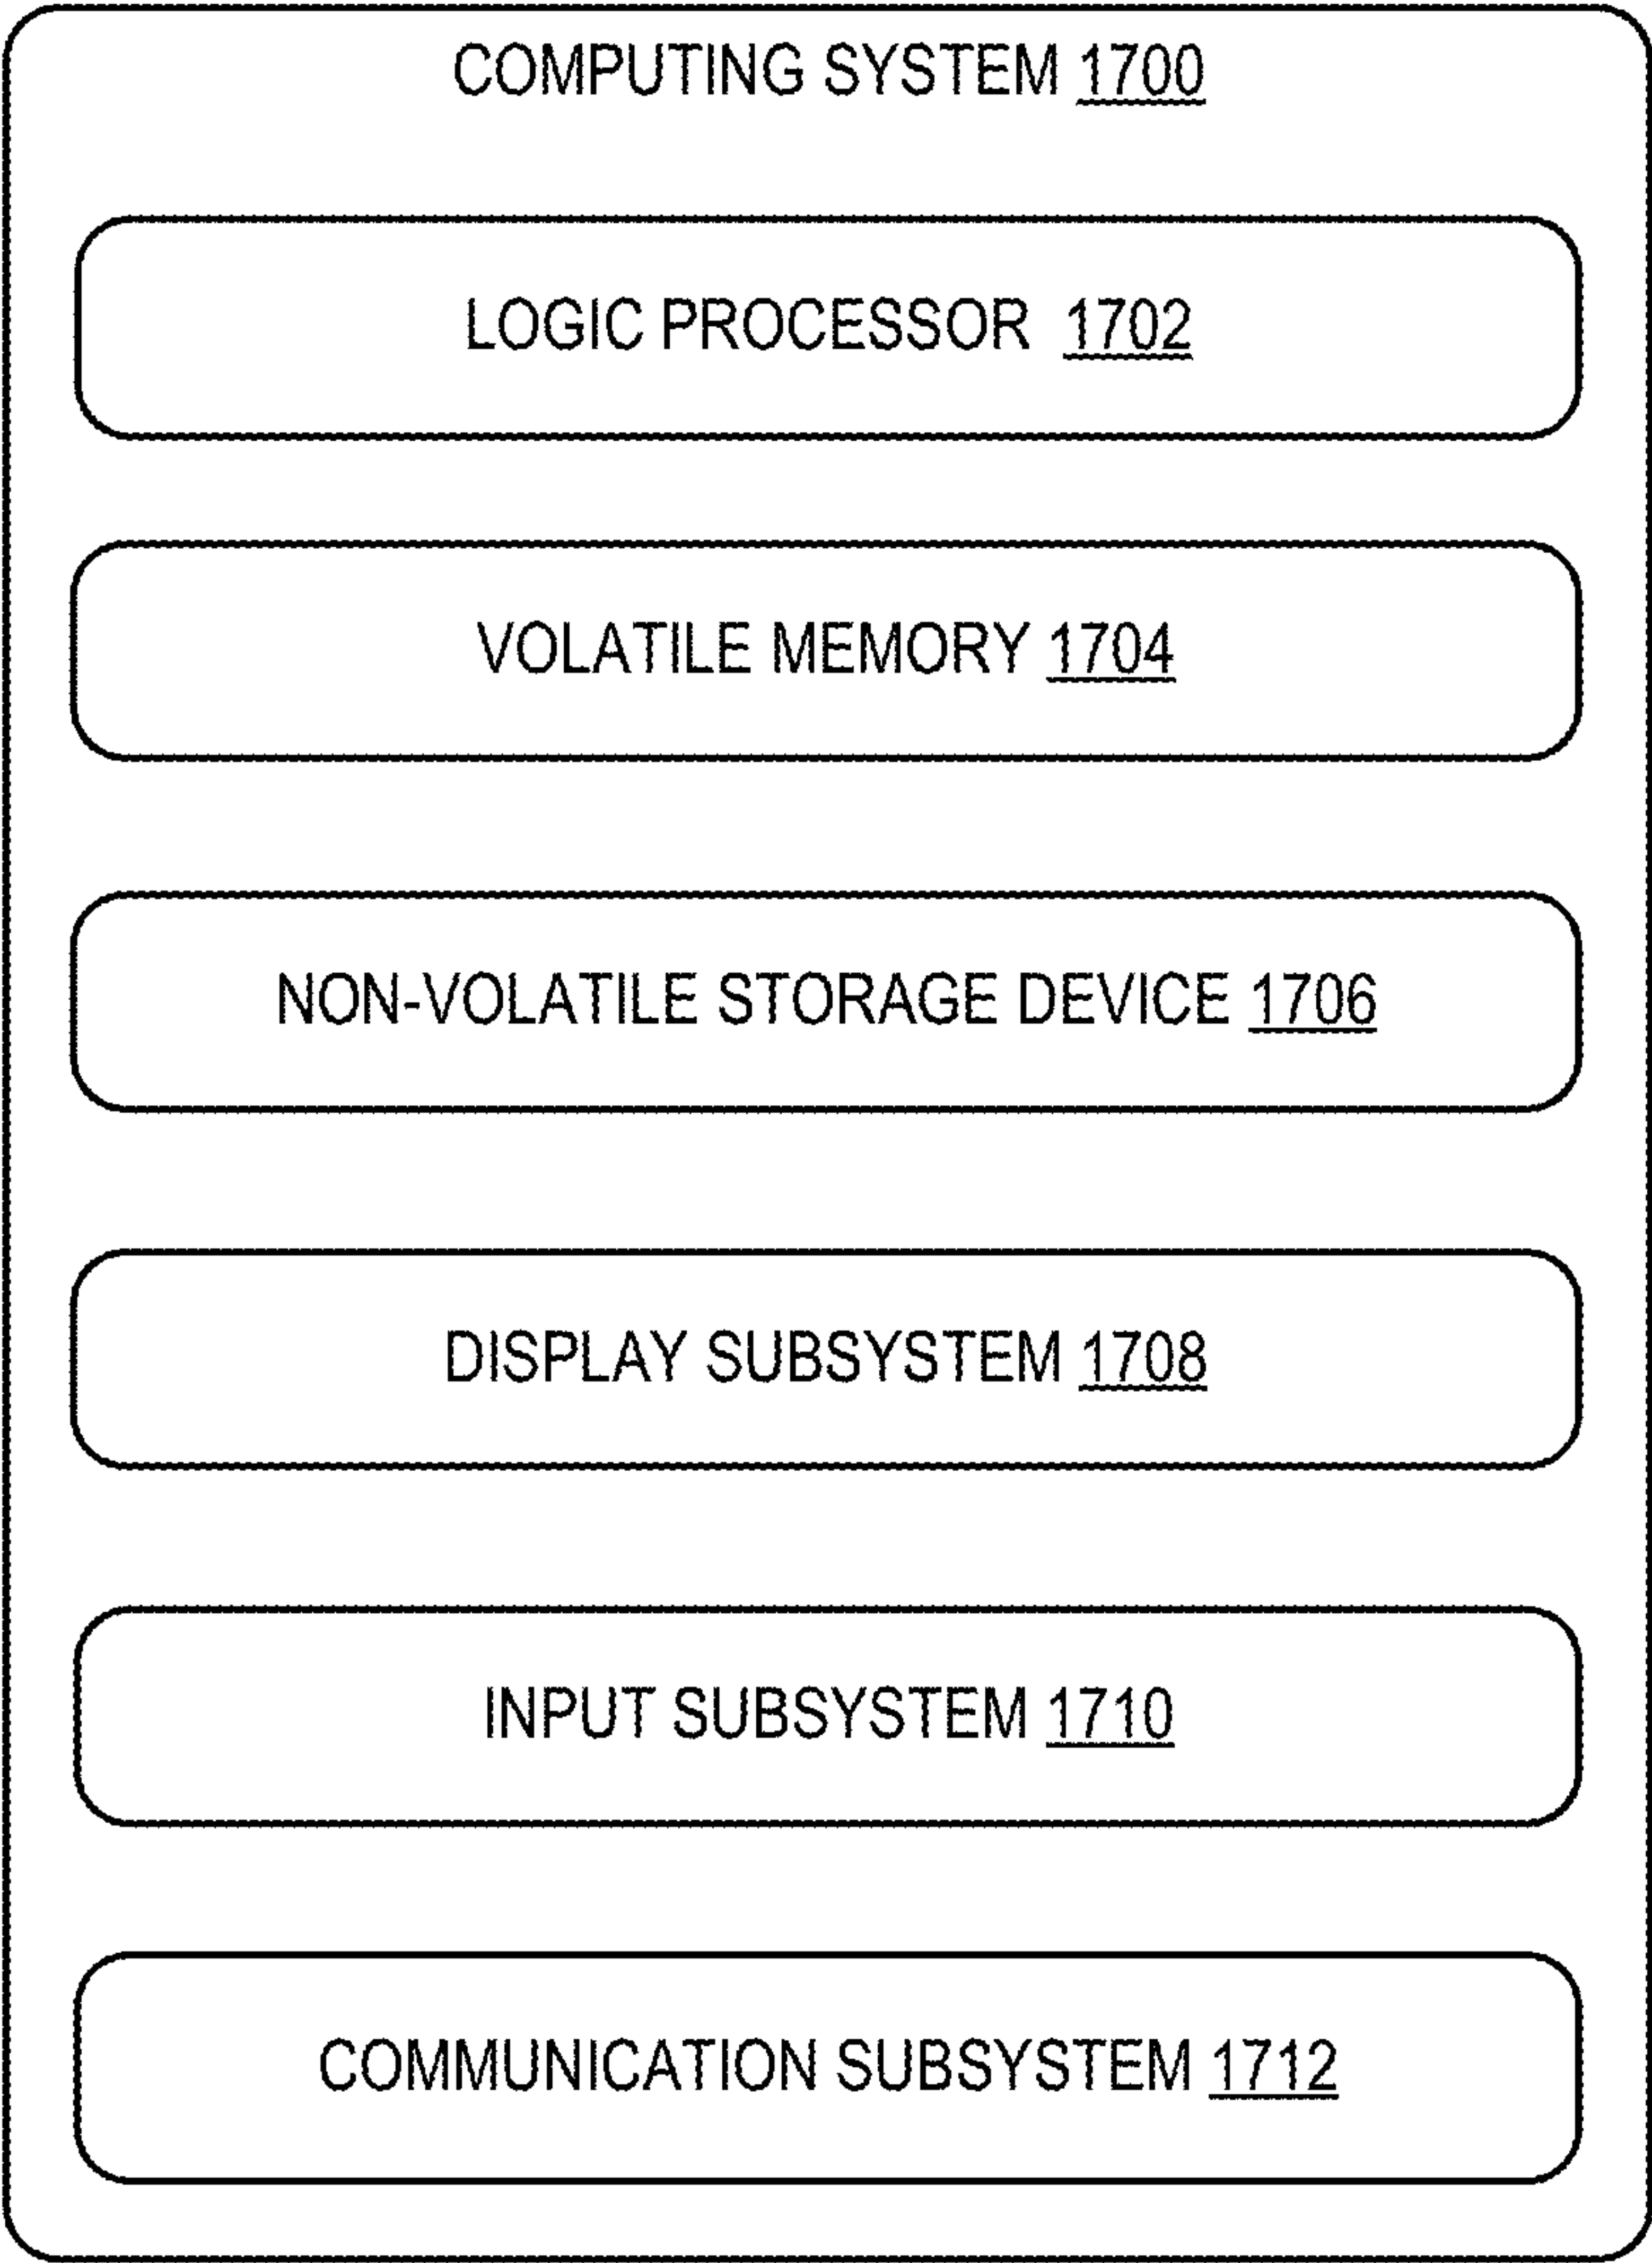 COMPUTING SYSTEM 1700
LOGIC PROCESSOR 1702
VOLATILE MEMORY 1704
NON-VOLATILE STORAGE DEVICE 1706
DISPLAY SUBSYSTEM 1708
INPUT SUBSYSTEM 1710
COMMUNICATION SUBSYSTEM 1712